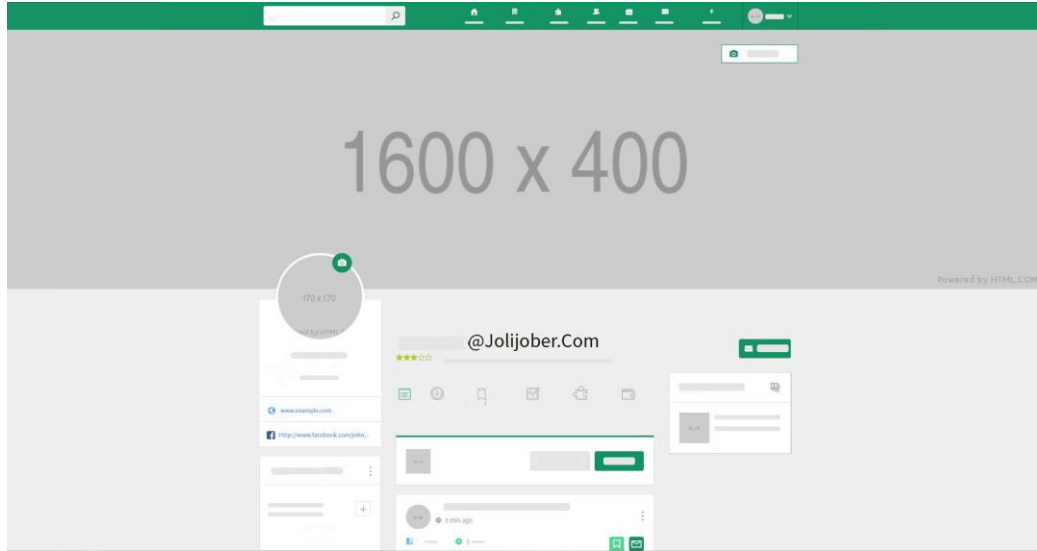 1600 x 400
Powered by HTML.COM
170 x 170
@Jolijober.Com
www.example.com
Http://www.facebook.com/john...
3 min ago
3